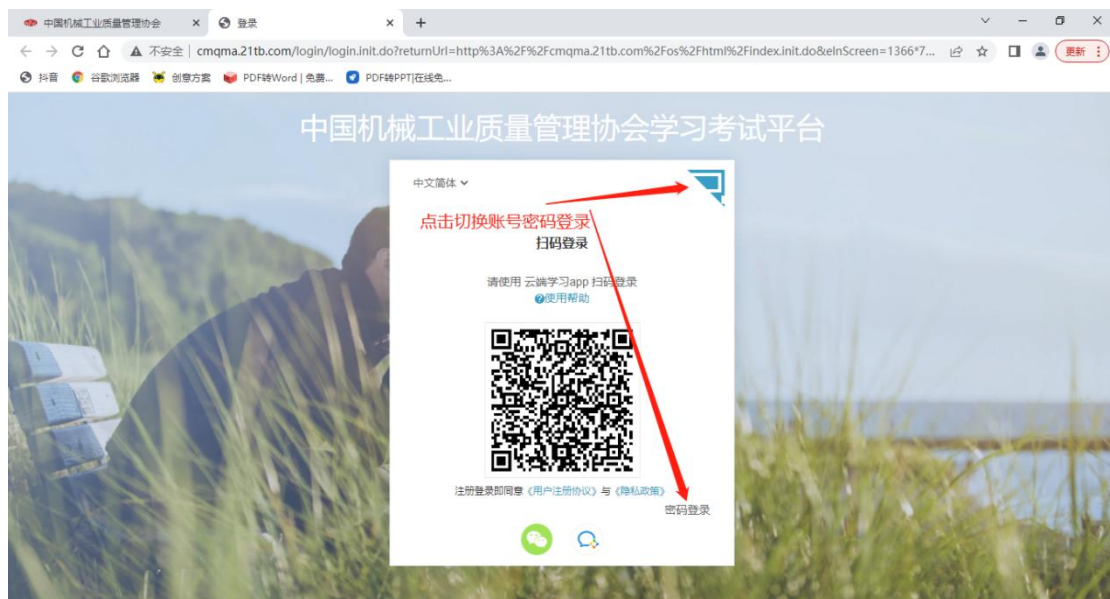 中国机械工业质量管理协会
登录
不安全 | cmqma.21tb.com/login/login.init.do?returnUrl=http%3A%2F%2Fcmqma.21tb.com%2Fos%2Fhtml%2Findex.init.do&elnScreen=1366*7...
更新
抖音 谷歌浏览器 创意方案 PDF转Word | 免费... PDF转PPT|在线免...
中国机械工业质量管理协会学习考试平台
中文简体
点击切换账号密码登录
扫码登录
请使用 云端学习app 扫码登录
使用帮助
注册登录即同意《用户注册协议》与《隐私政策》
密码登录